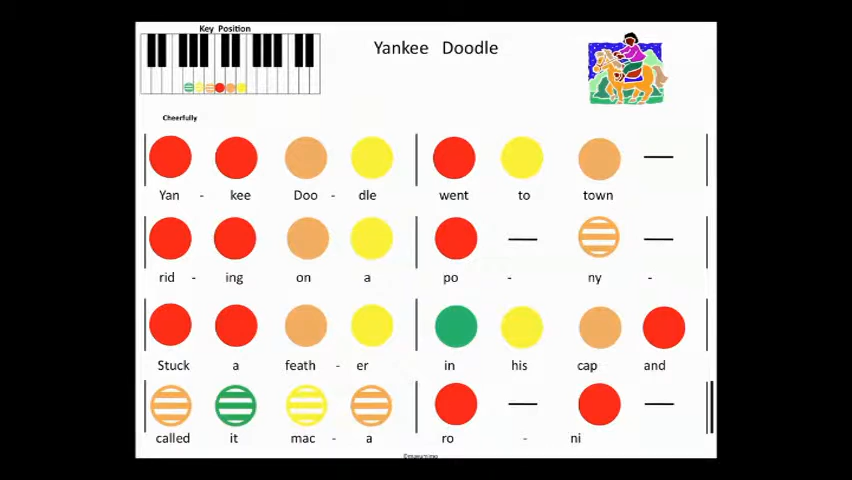 Key Position
Yankee Doodle
Cheerfully
Yan - kee Doo - dle went to town
rid - ing on a po - ny -
Stuck a feath - er in his cap and
called it mac - a ro - ni